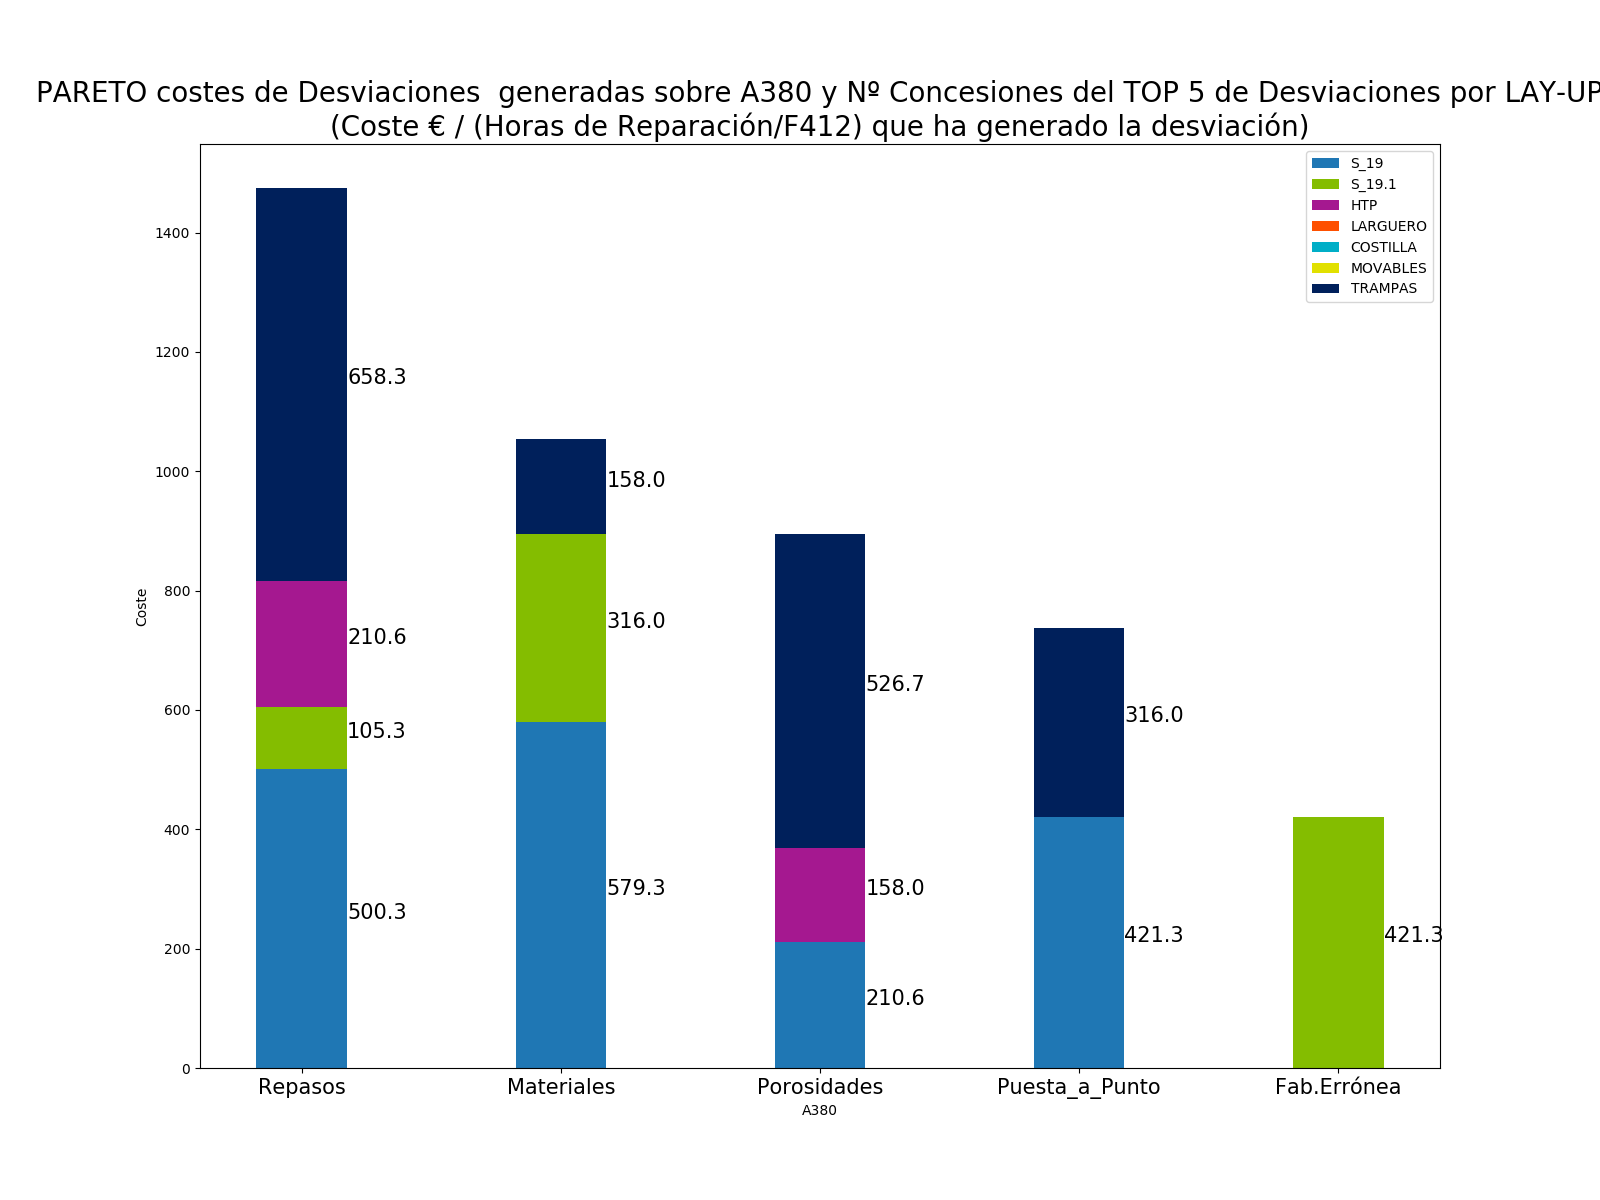 PARETO costes de Desviaciones  generadas sobre A380 y Nº Concesiones del TOP 5 de Desviaciones por LAY-UP
(Coste € / (Horas de Reparación/F412) que ha generado la desviación)
S_19
S_19.1
HTP
LARGUERO
COSTILLA
MOVABLES
TRAMPAS
1400
1200
1000
800
600
400
200
0
Coste
658.3
210.6
105.3
500.3
158.0
316.0
579.3
526.7
158.0
210.6
316.0
421.3
421.3
Repasos Materiales Porosidades Puesta_a_Punto Fab.Errónea
A380